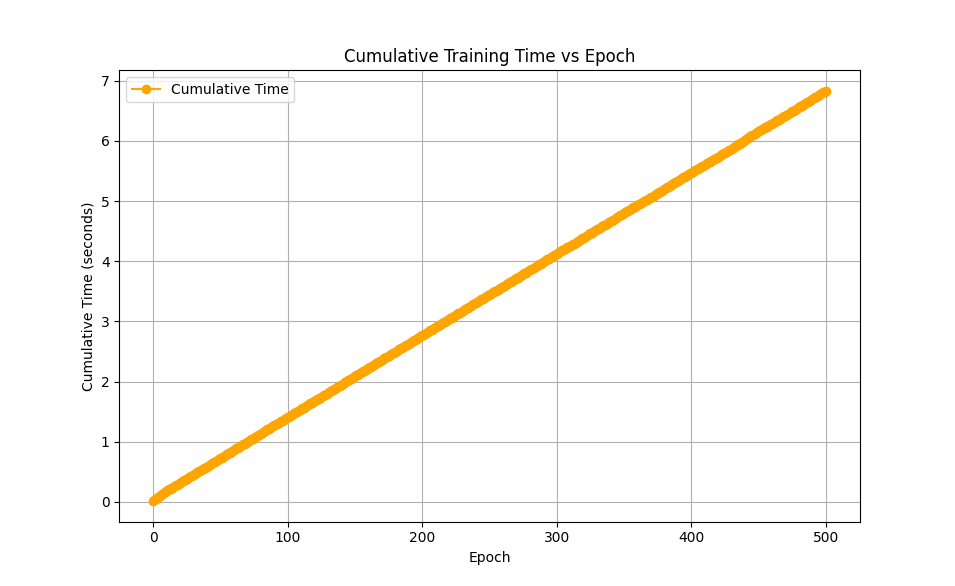 Cumulative Training Time vs Epoch
Cumulative Time
Cumulative Time (seconds)
7
6
5
4
3
2
1
0
0 100 200 300 400 500
Epoch